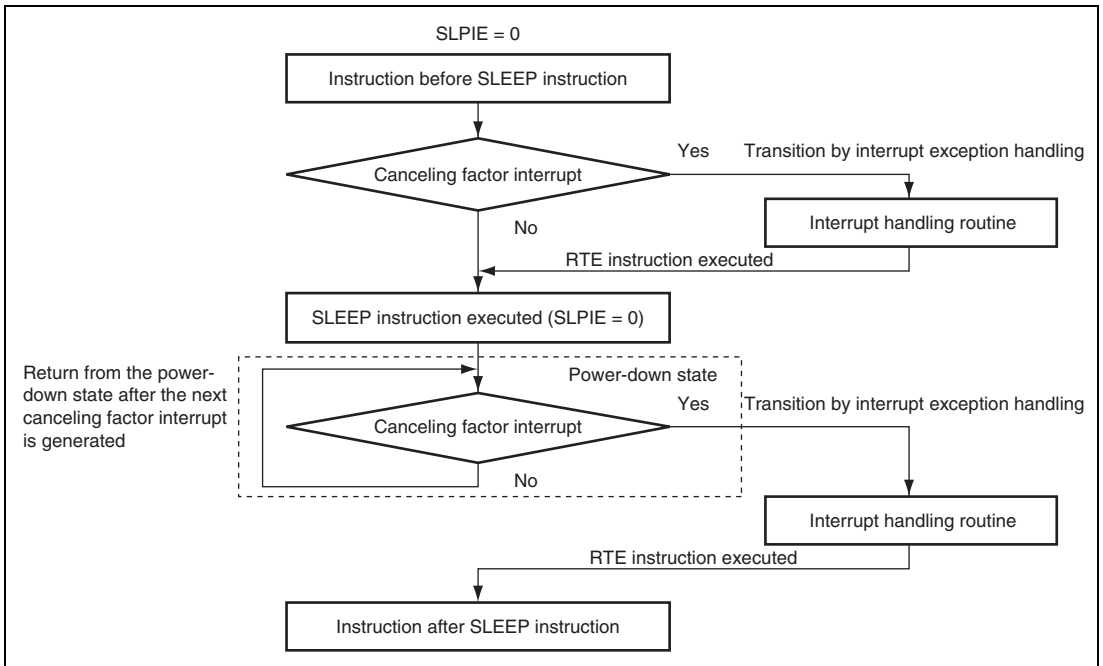 SLPIE = 0
Instruction before SLEEP instruction
Canceling factor interrupt
Yes
Transition by interrupt exception handling
Interrupt handling routine
No
RTE instruction executed
SLEEP instruction executed (SLPIE = 0)
Return from the power-
down state after the next
canceling factor interrupt
is generated
Power-down state
Canceling factor interrupt
Yes
Transition by interrupt exception handling
No
Interrupt handling routine
RTE instruction executed
Instruction after SLEEP instruction